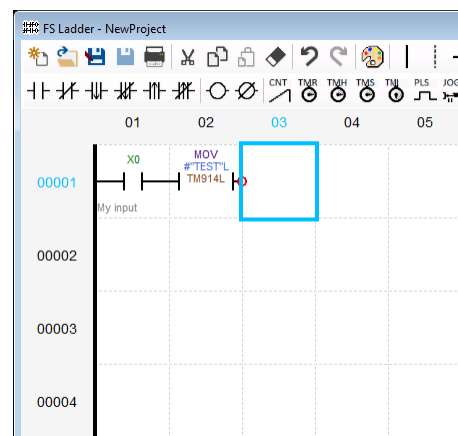 FS Ladder - NewProject
CNT TMR TMH TMS TMI PLS JOG
01 02 03 04 05
X0 MOV
#"TEST"L
00001 TM914L
My input
00002
00003
00004